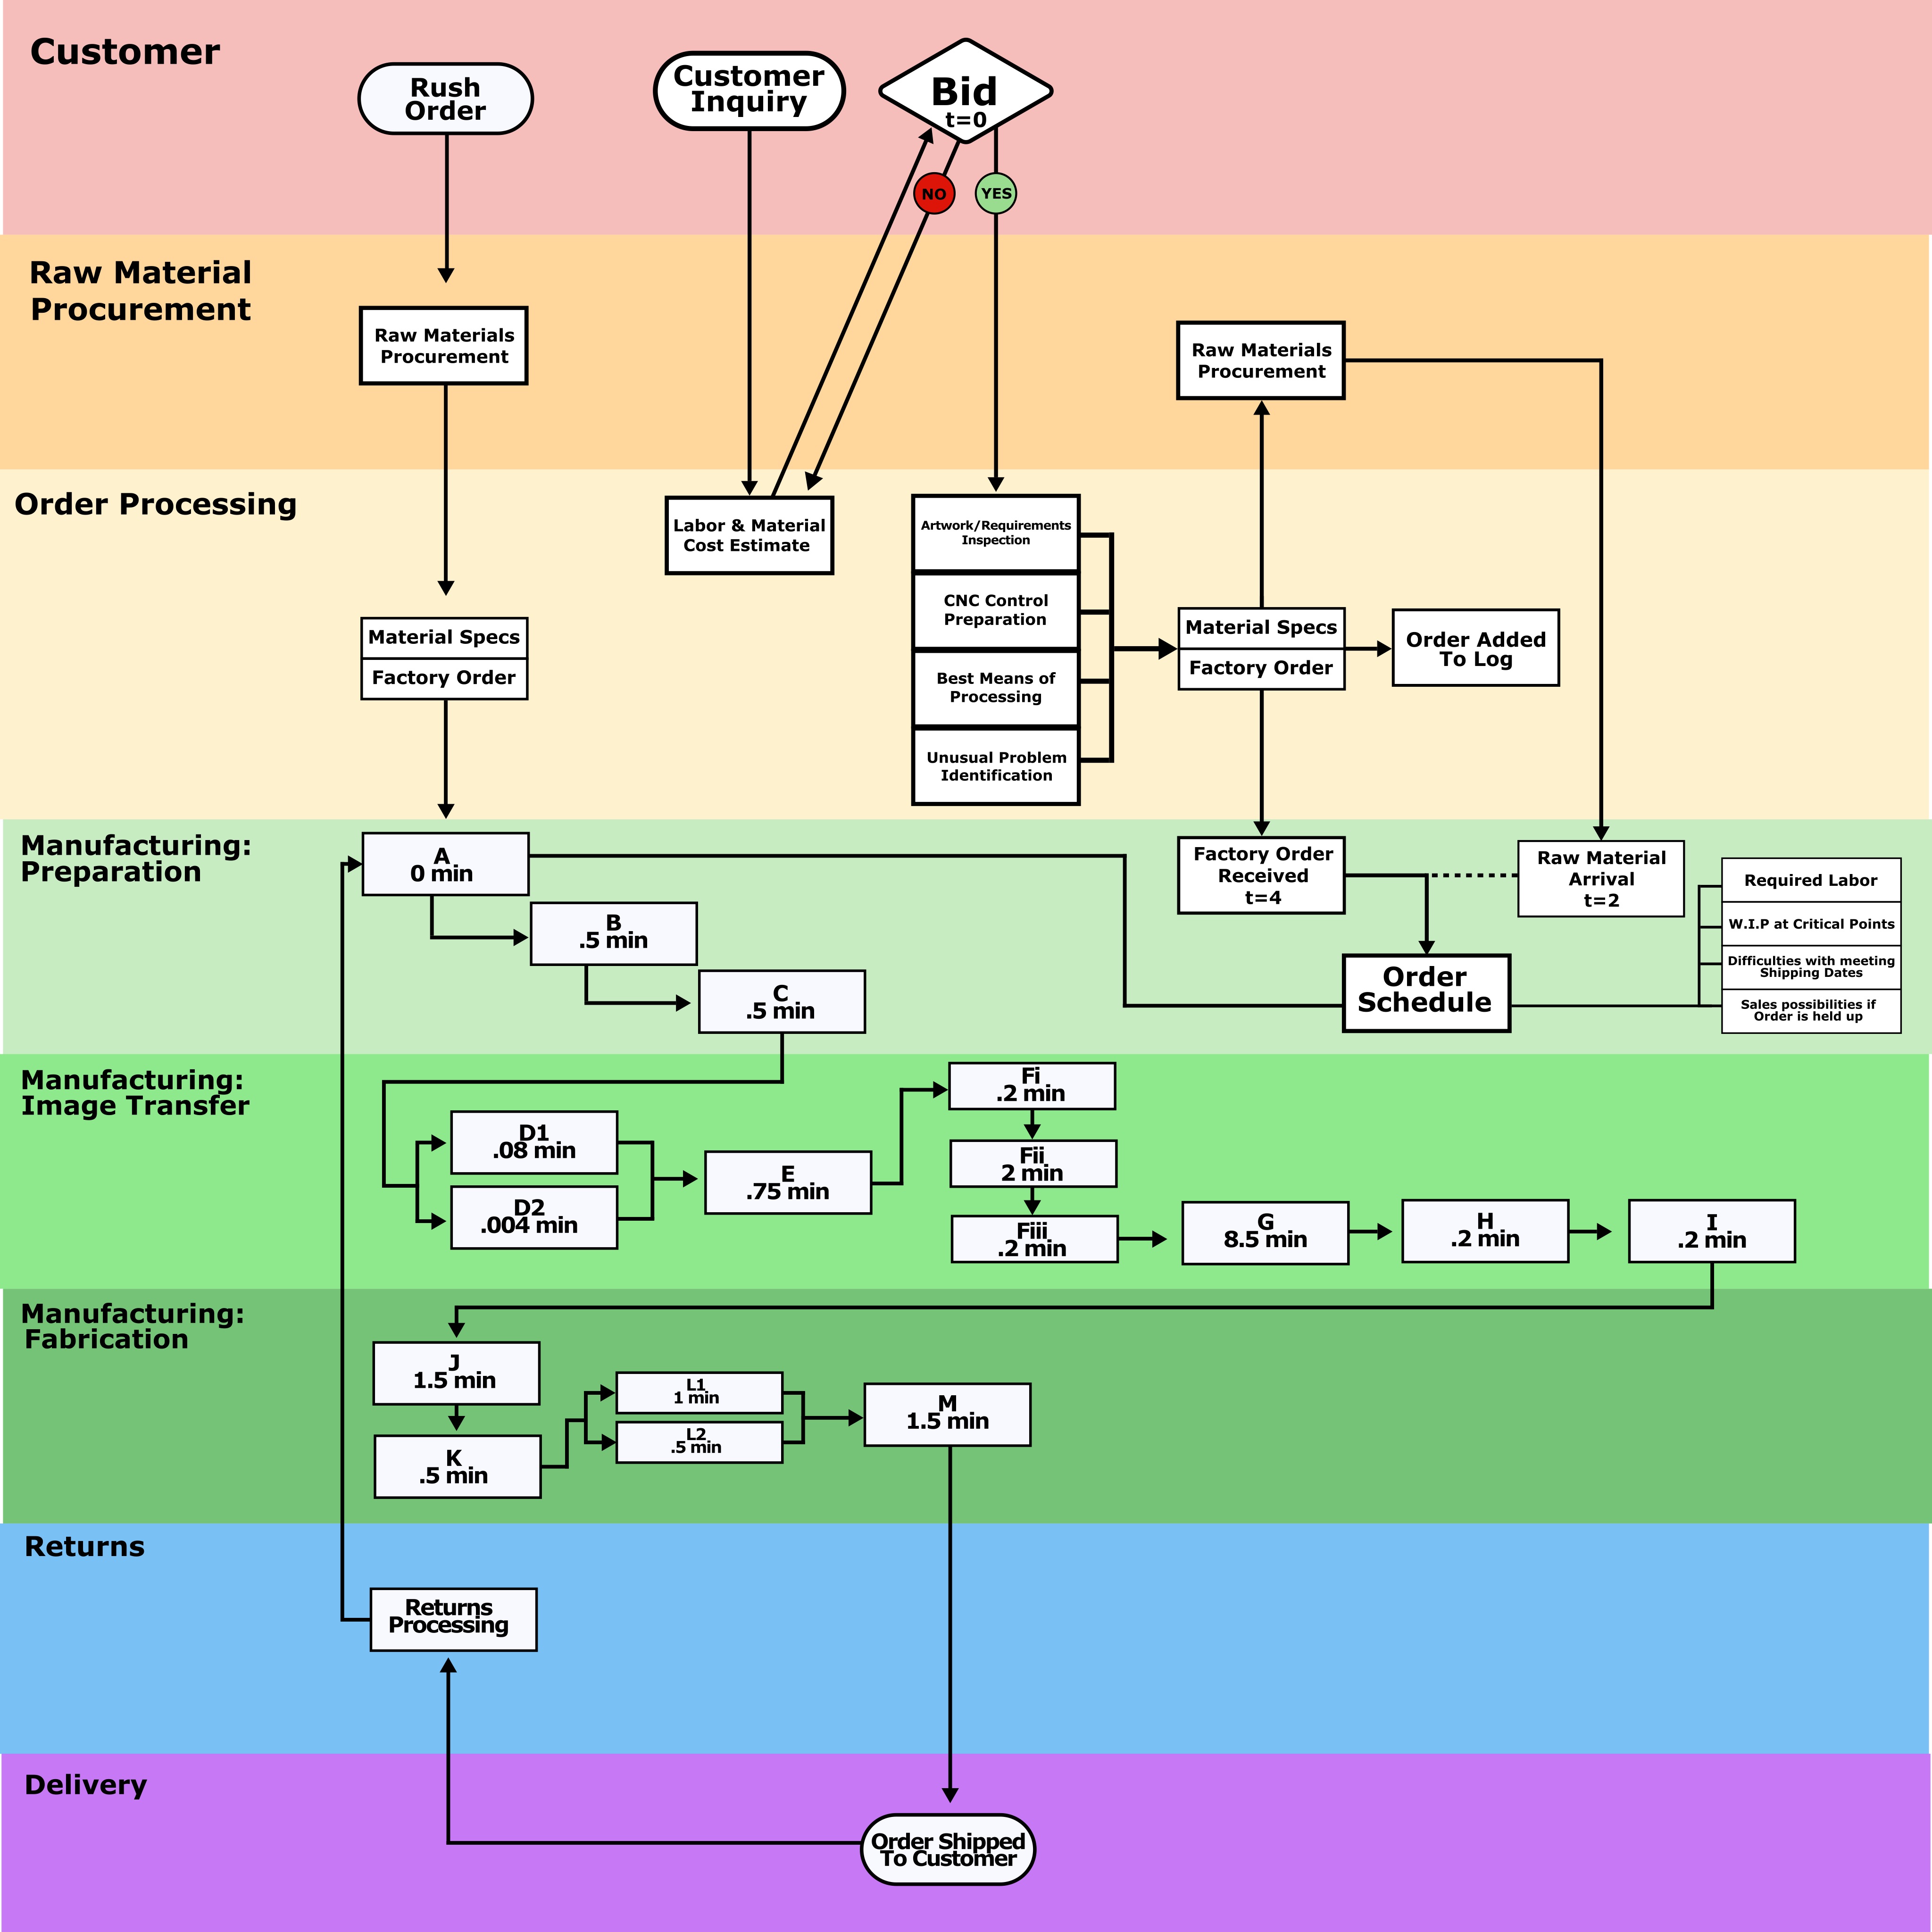 Customer
Rush
Order
Customer
Inquiry
Bid
t=0
NO
YES
Raw Material
Procurement
Raw Materials
Procurement
Raw Materials
Procurement
Order Processing
Labor & Material
Cost Estimate
Artwork/Requirements
Inspection
CNC Control
Preparation
Best Means of
Processing
Unusual Problem
Identification
Material Specs
Factory Order
Material Specs
Factory Order
Order Added
To Log
Manufacturing:
Preparation
A
0 min
B
.5 min
C
.5 min
Factory Order
Received
t=4
Raw Material
Arrival
t=2
Order
Schedule
Required Labor
W.I.P at Critical Points
Difficulties with meeting
Shipping Dates
Sales possibilities if
Order is held up
Manufacturing:
Image Transfer
D1
.08 min
D2
.004 min
E
.75 min
Fi
.2 min
Fii
2 min
Fiii
.2 min
G
8.5 min
H
.2 min
I
.2 min
Manufacturing:
Fabrication
J
1.5 min
K
.5 min
L1
1 min
L2
.5 min
M
1.5 min
Returns
Returns
Processing
Delivery
Order Shipped
To Customer